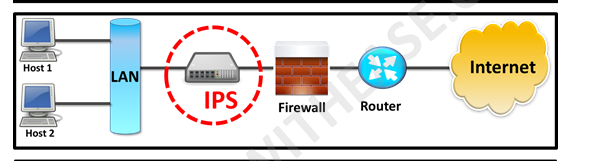 Host 1
LAN
IPS
Firewall
Router
Internet
Host 2